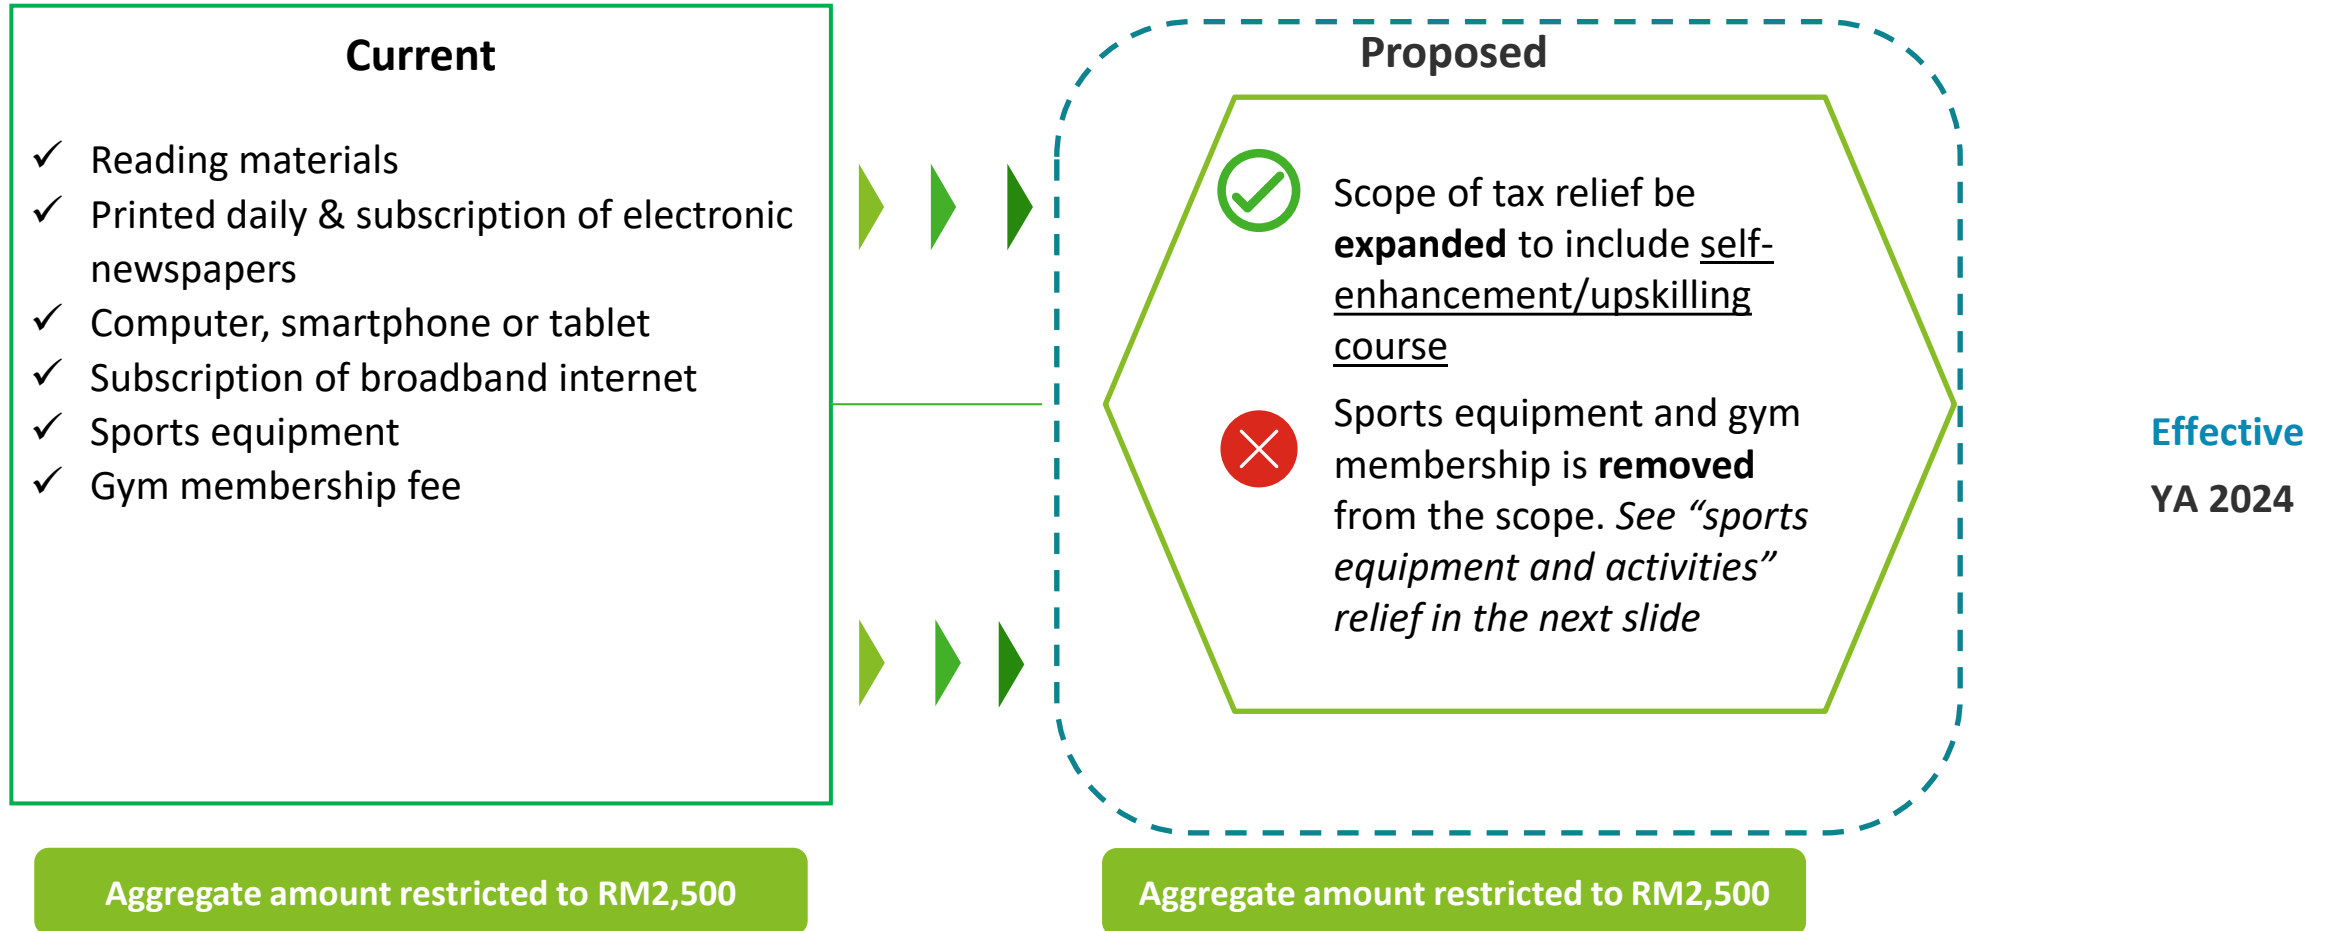 Current
✓ Reading materials
✓ Printed daily & subscription of electronic
newspapers
✓ Computer, smartphone or tablet
✓ Subscription of broadband internet
✓ Sports equipment
✓ Gym membership fee
Aggregate amount restricted to RM2,500
Proposed
Scope of tax relief be
expanded to include self-
enhancement/upskilling
course
Sports equipment and gym
membership is removed
from the scope. See “sports
equipment and activities”
relief in the next slide
Aggregate amount restricted to RM2,500
Effective
YA 2024